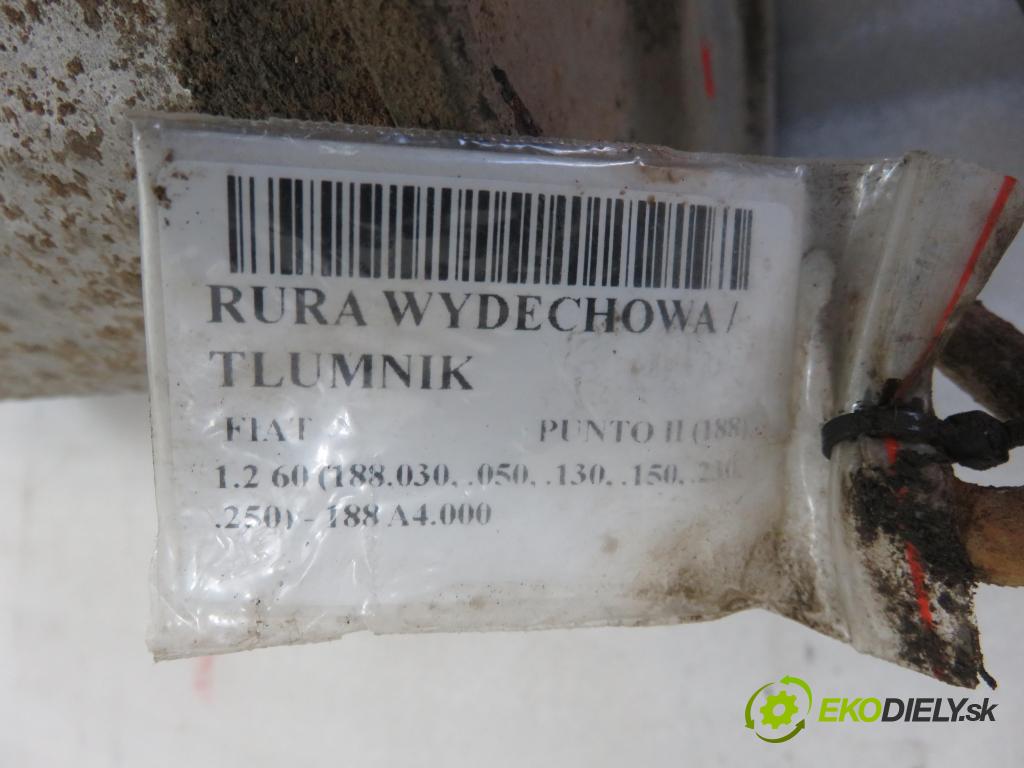 RURA WYDECHOWA /
TLUMNIK
FIAT PUNTO II (188)
1.2 60 (188.030, .050, .130, .150, .230,
.250) - 188 A4.000
EKODIELY.sk